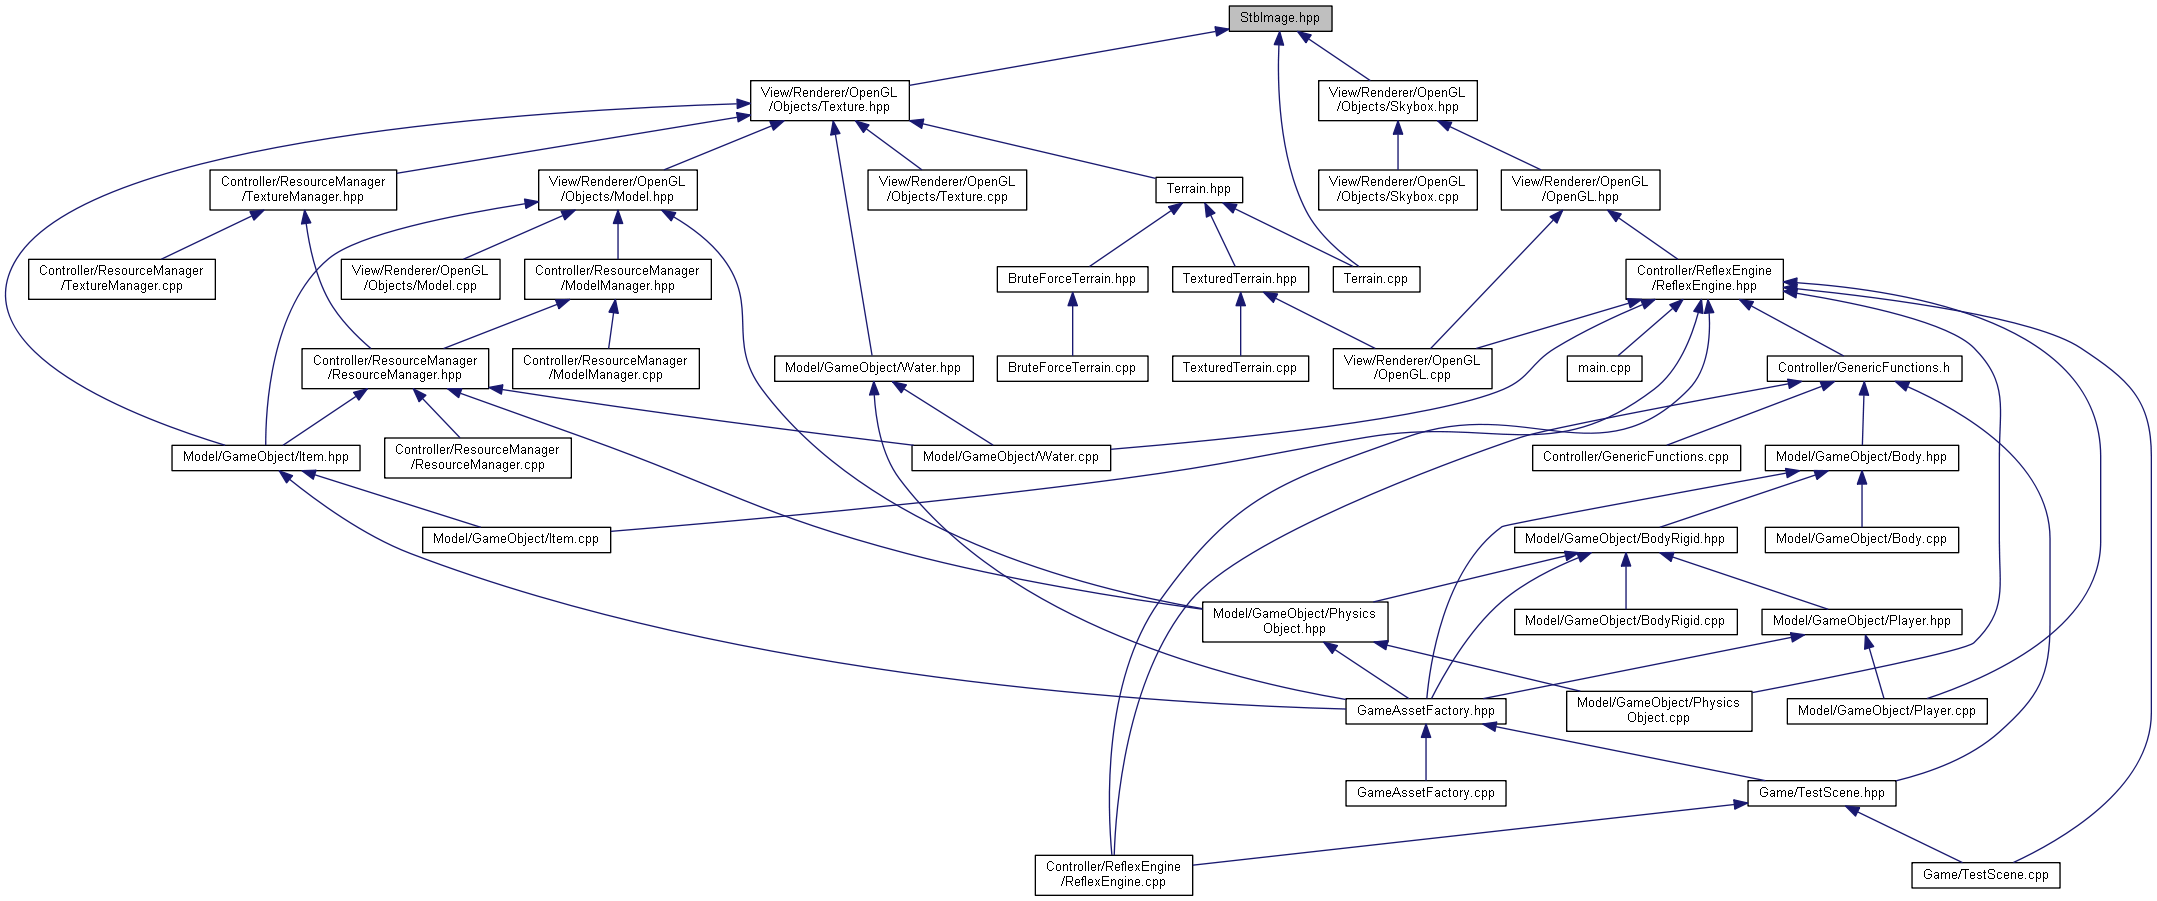 StbImage.hpp
View/Renderer/OpenGL
/Objects/Texture.hpp
View/Renderer/OpenGL
/Objects/Skybox.hpp
Controller/ResourceManager
/TextureManager.hpp
View/Renderer/OpenGL
/Objects/Model.hpp
View/Renderer/OpenGL
/Objects/Texture.cpp
Terrain.hpp
View/Renderer/OpenGL
/Objects/Skybox.cpp
View/Renderer/OpenGL
/OpenGL.hpp
Controller/ResourceManager
/TextureManager.cpp
View/Renderer/OpenGL
/Objects/Model.cpp
Controller/ResourceManager
/ModelManager.hpp
BruteForceTerrain.hpp
TexturedTerrain.hpp
Terrain.cpp
Controller/ReflexEngine
/ReflexEngine.hpp
Controller/ResourceManager
/ResourceManager.hpp
Controller/ResourceManager
/ModelManager.cpp
Model/GameObject/Water.hpp
BruteForceTerrain.cpp
TexturedTerrain.cpp
View/Renderer/OpenGL
/OpenGL.cpp
main.cpp
Controller/GenericFunctions.h
Model/GameObject/Item.hpp
Controller/ResourceManager
/ResourceManager.cpp
Model/GameObject/Water.cpp
Controller/GenericFunctions.cpp
Model/GameObject/Body.hpp
Model/GameObject/Item.cpp
Model/GameObject/BodyRigid.hpp
Model/GameObject/Body.cpp
Model/GameObject/Physics
Object.hpp
Model/GameObject/BodyRigid.cpp
Model/GameObject/Player.hpp
GameAssetFactory.hpp
Model/GameObject/Physics
Object.cpp
Model/GameObject/Player.cpp
GameAssetFactory.cpp
Game/TestScene.hpp
Controller/ReflexEngine
/ReflexEngine.cpp
Game/TestScene.cpp